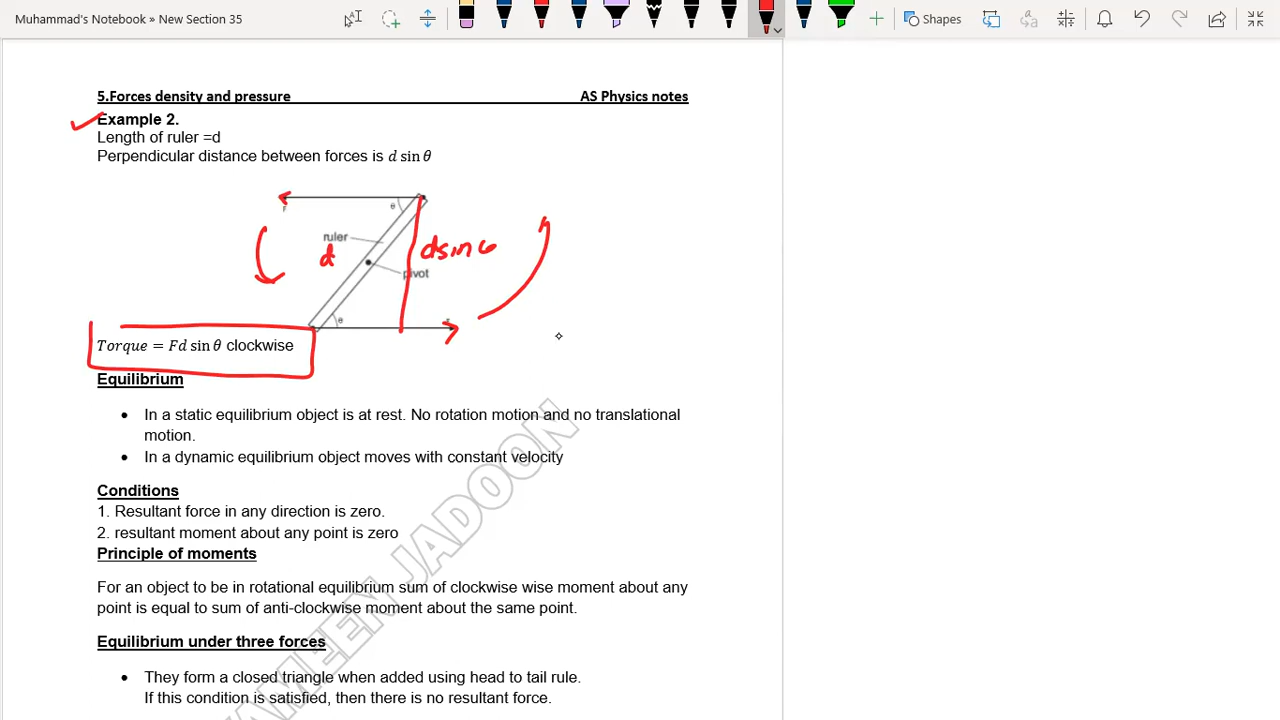 Muhammad's Notebook » New Section 35
Shapes
5.Forces density and pressure AS Physics notes
Example 2.
Length of ruler =d
Perpendicular distance between forces is d sin θ
F
θ
ruler
d
d sin θ
pivot
θ
Torque = Fd sin θ clockwise
Equilibrium
• In a static equilibrium object is at rest. No rotation motion and no translational
motion.
• In a dynamic equilibrium object moves with constant velocity
Conditions
1. Resultant force in any direction is zero.
2. resultant moment about any point is zero
Principle of moments
For an object to be in rotational equilibrium sum of clockwise wise moment about any
point is equal to sum of anti-clockwise moment about the same point.
Equilibrium under three forces
• They form a closed triangle when added using head to tail rule.
If this condition is satisfied, then there is no resultant force.
JADOON